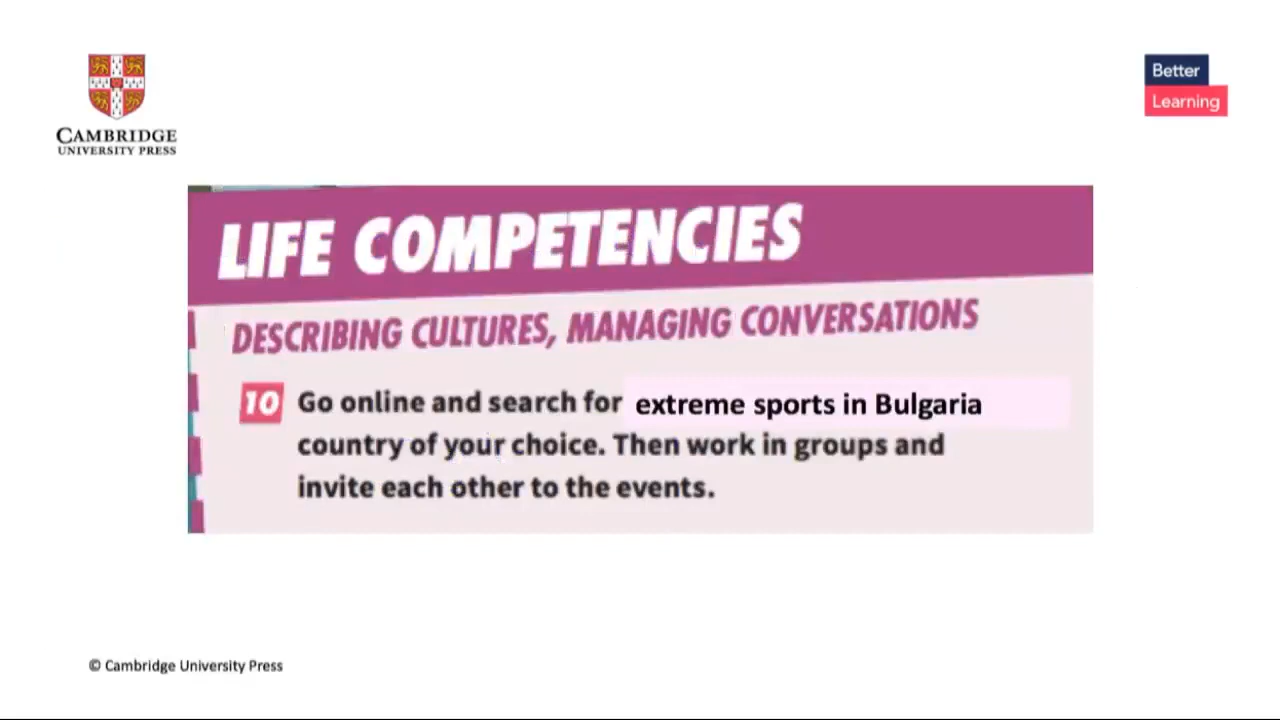 CAMBRIDGE
UNIVERSITY PRESS
Better
Learning
LIFE COMPETENCIES
DESCRIBING CULTURES, MANAGING CONVERSATIONS
10 Go online and search for extreme sports in Bulgaria
country of your choice. Then work in groups and
invite each other to the events.
© Cambridge University Press